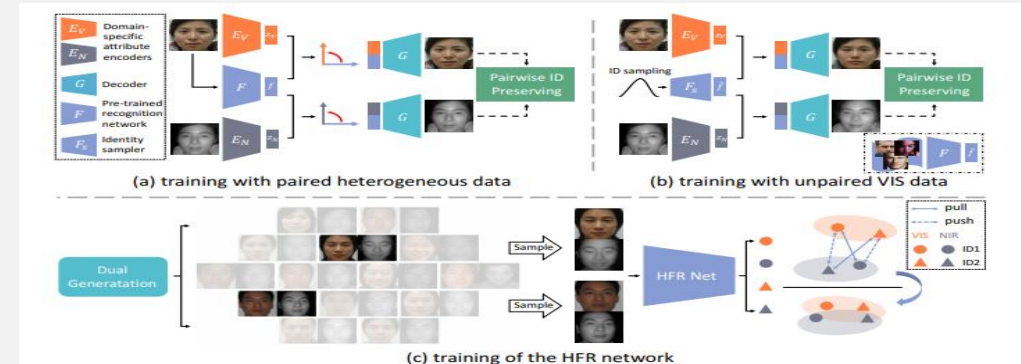 E_V Domain-specific attribute encoders
E_N
G Decoder
F Pre-trained recognition network
F_s Identity sampler
E_V z_V
F f
E_N z_N
G
G
Pairwise ID Preserving
(a) training with paired heterogeneous data
E_V z_V
ID sampling
F_s f̃
E_N z_N
G
G
Pairwise ID Preserving
F f̃
(b) training with unpaired VIS data
Dual Generatation
Sample
Sample
HFR Net
pull
push
VIS NIR
ID1
ID2
(c) training of the HFR network